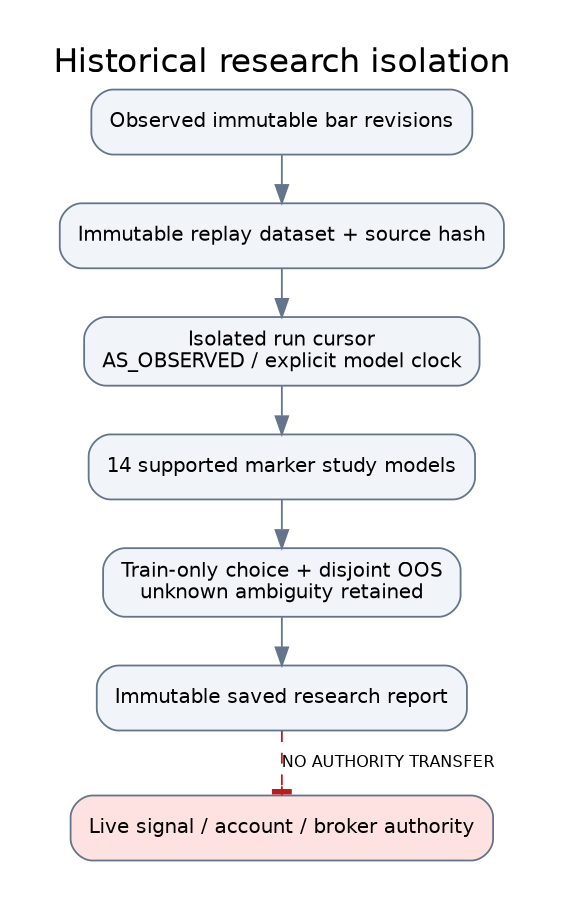 Historical research isolation
Observed immutable bar revisions
Immutable replay dataset + source hash
Isolated run cursor
AS_OBSERVED / explicit model clock
14 supported marker study models
Train-only choice + disjoint OOS
unknown ambiguity retained
Immutable saved research report
NO AUTHORITY TRANSFER
Live signal / account / broker authority